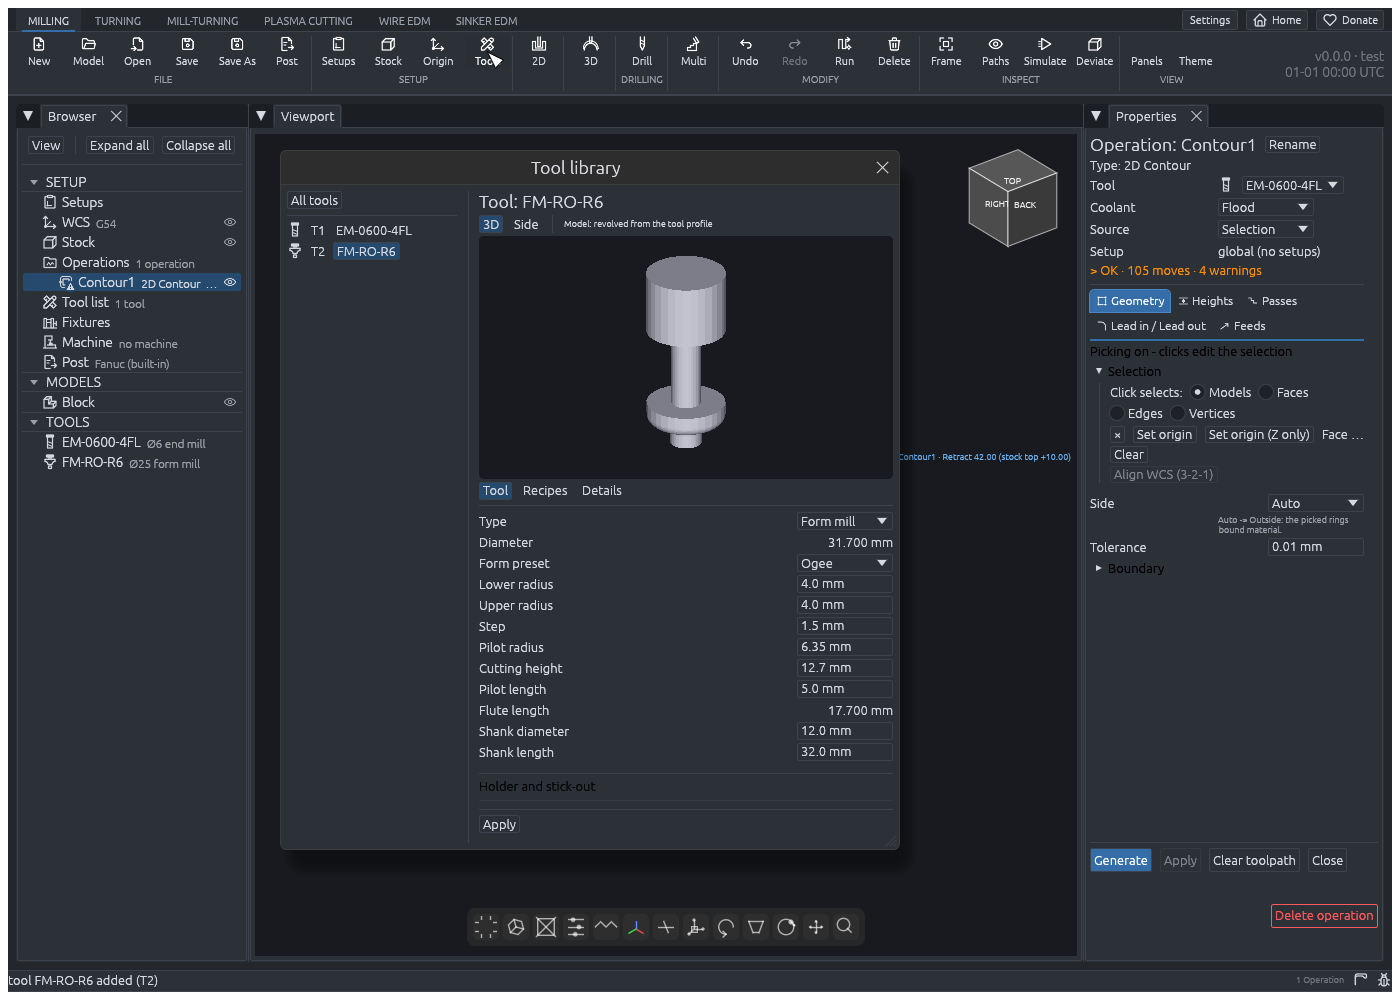 MILLING TURNING MILL-TURNING PLASMA CUTTING WIRE EDM SINKER EDM Settings Home Donate
New Model Open Save Save As Post Setups Stock Origin 2D 3D Drill Multi Undo Redo Run Delete Frame Paths Simulate Deviate Panels Theme
FILE SETUP DRILLING MODIFY INSPECT VIEW
v0.0.0 · test
01-01 00:00 UTC
Browser
View Expand all Collapse all
SETUP
Setups
WCS G54
Stock
Operations 1 operation
Contour1 2D Contour ...
Tool list 1 tool
Fixtures
Machine no machine
Post Fanuc (built-in)
MODELS
Block
TOOLS
EM-0600-4FL Ø6 end mill
FM-RO-R6 Ø25 form mill
Viewport
Tool library
All tools
T1 EM-0600-4FL
T2 FM-RO-R6
Tool: FM-RO-R6
3D Side Model: revolved from the tool profile
Tool Recipes Details
Type Form mill
Diameter 31.700 mm
Form preset Ogee
Lower radius 4.0 mm
Upper radius 4.0 mm
Step 1.5 mm
Pilot radius 6.35 mm
Cutting height 12.7 mm
Pilot length 5.0 mm
Flute length 17.700 mm
Shank diameter 12.0 mm
Shank length 32.0 mm
Holder and stick-out
Apply
TOP
RIGHT BACK
Contour1 · Retract 42.00 (stock top +10.00)
Properties
Operation: Contour1 Rename
Type: 2D Contour
Tool EM-0600-4FL
Coolant Flood
Source Selection
Setup global (no setups)
> OK · 105 moves · 4 warnings
Geometry Heights Passes
Lead in / Lead out Feeds
Picking on - clicks edit the selection
Selection
Click selects: Models Faces
Edges Vertices
× Set origin Set origin (Z only) Face ...
Clear
Align WCS (3-2-1)
Side Auto
Auto → Outside: the picked rings
bound material.
Tolerance 0.01 mm
Boundary
Generate Apply Clear toolpath Close
Delete operation
tool FM-RO-R6 added (T2)
1 Operation